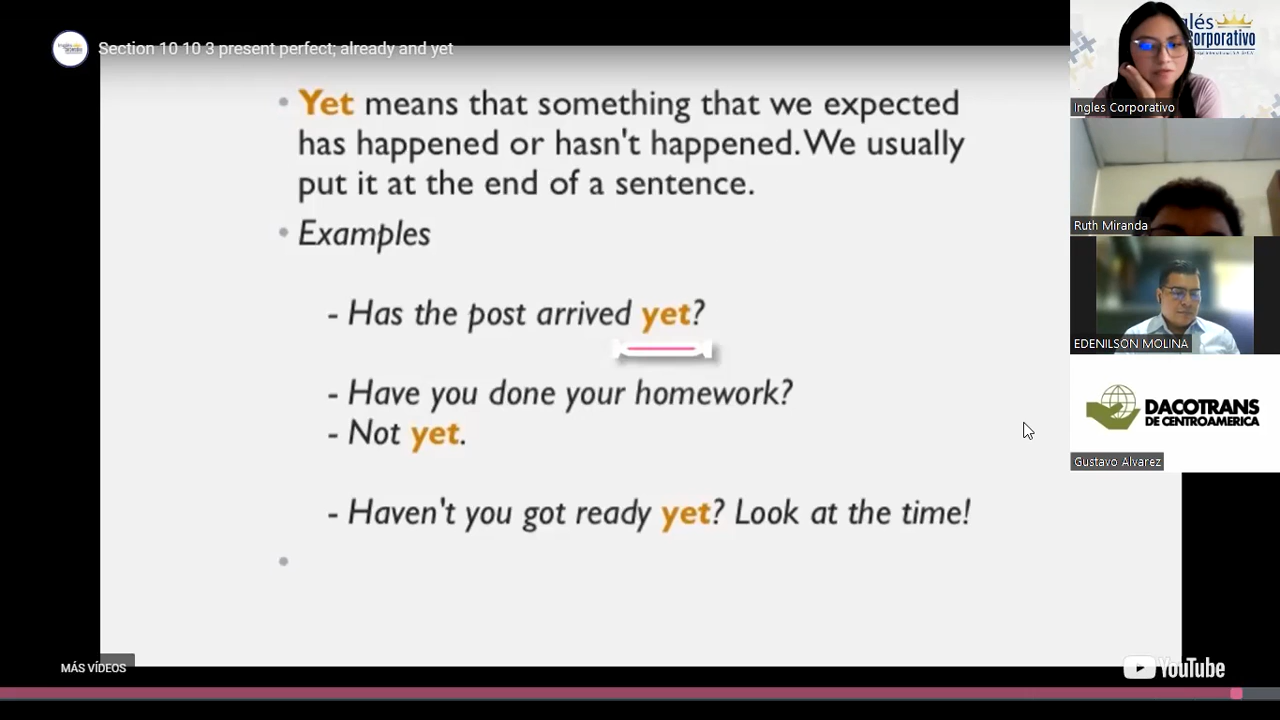 Section 10 10 3 present perfect; already and yet
Yet means that something that we expected
has happened or hasn't happened. We usually
put it at the end of a sentence.
Examples
- Has the post arrived yet?
- Have you done your homework?
- Not yet.
- Haven't you got ready yet? Look at the time!
MÁS VÍDEOS
YouTube
glés
Corporativo
Ingles Corporativo
Ruth Miranda
EDENILSON MOLINA
DACOTRANS
DE CENTROAMERICA
Gustavo Alvarez